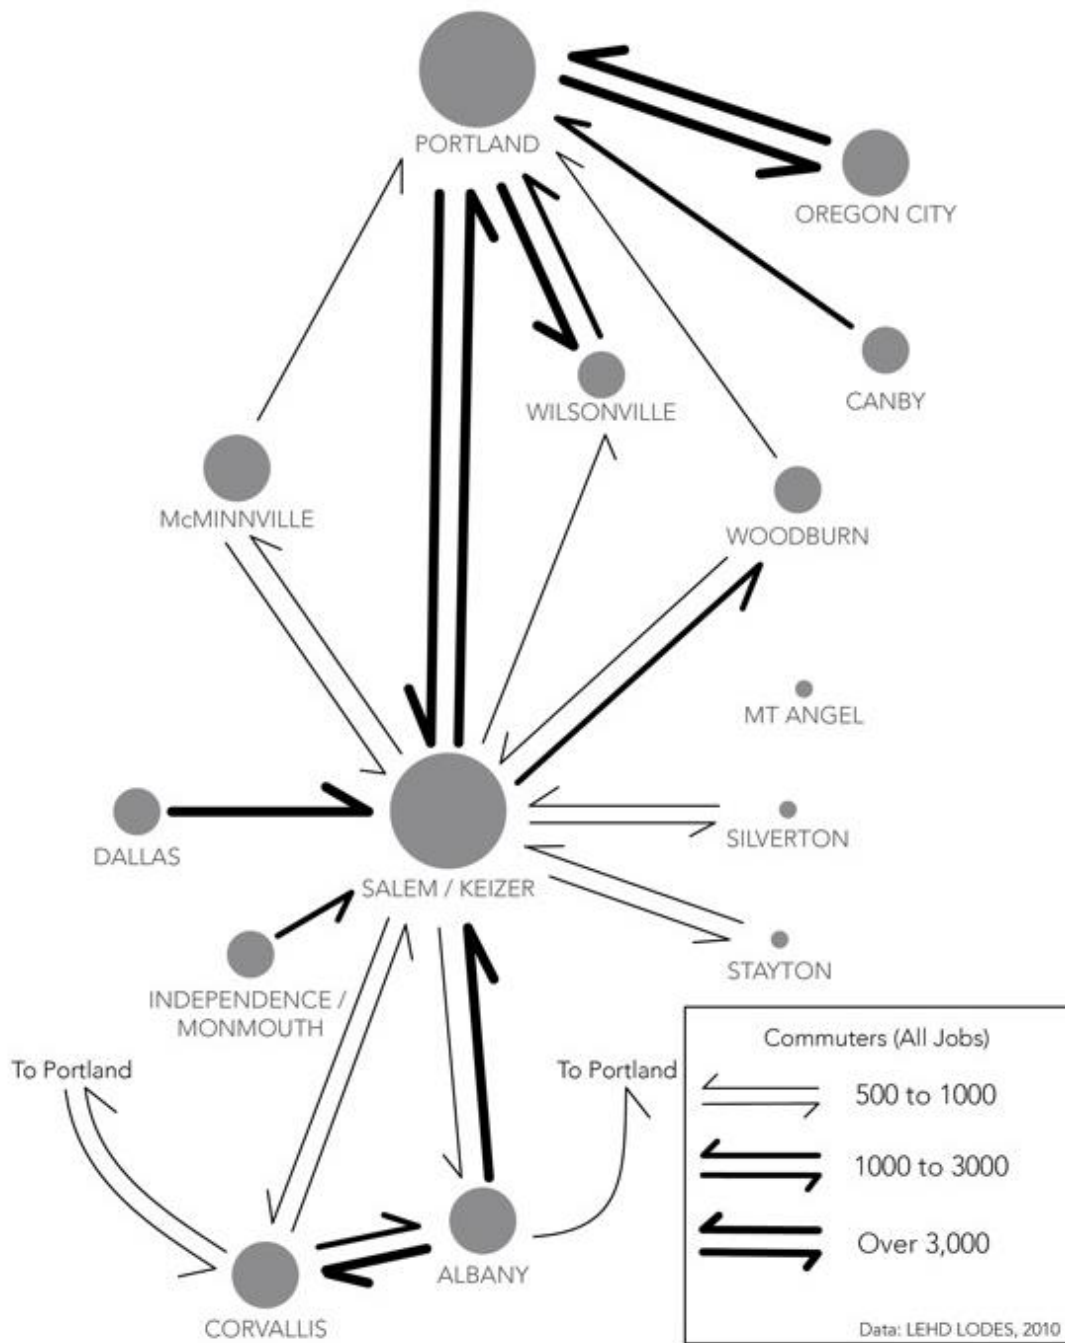 PORTLAND
OREGON CITY
CANBY
WILSONVILLE
McMINNVILLE
WOODBURN
MT ANGEL
DALLAS
SILVERTON
SALEM / KEIZER
STAYTON
INDEPENDENCE /
MONMOUTH
To Portland
To Portland
ALBANY
CORVALLIS
Commuters (All Jobs)
500 to 1000
1000 to 3000
Over 3,000
Data: LEHD LODES, 2010